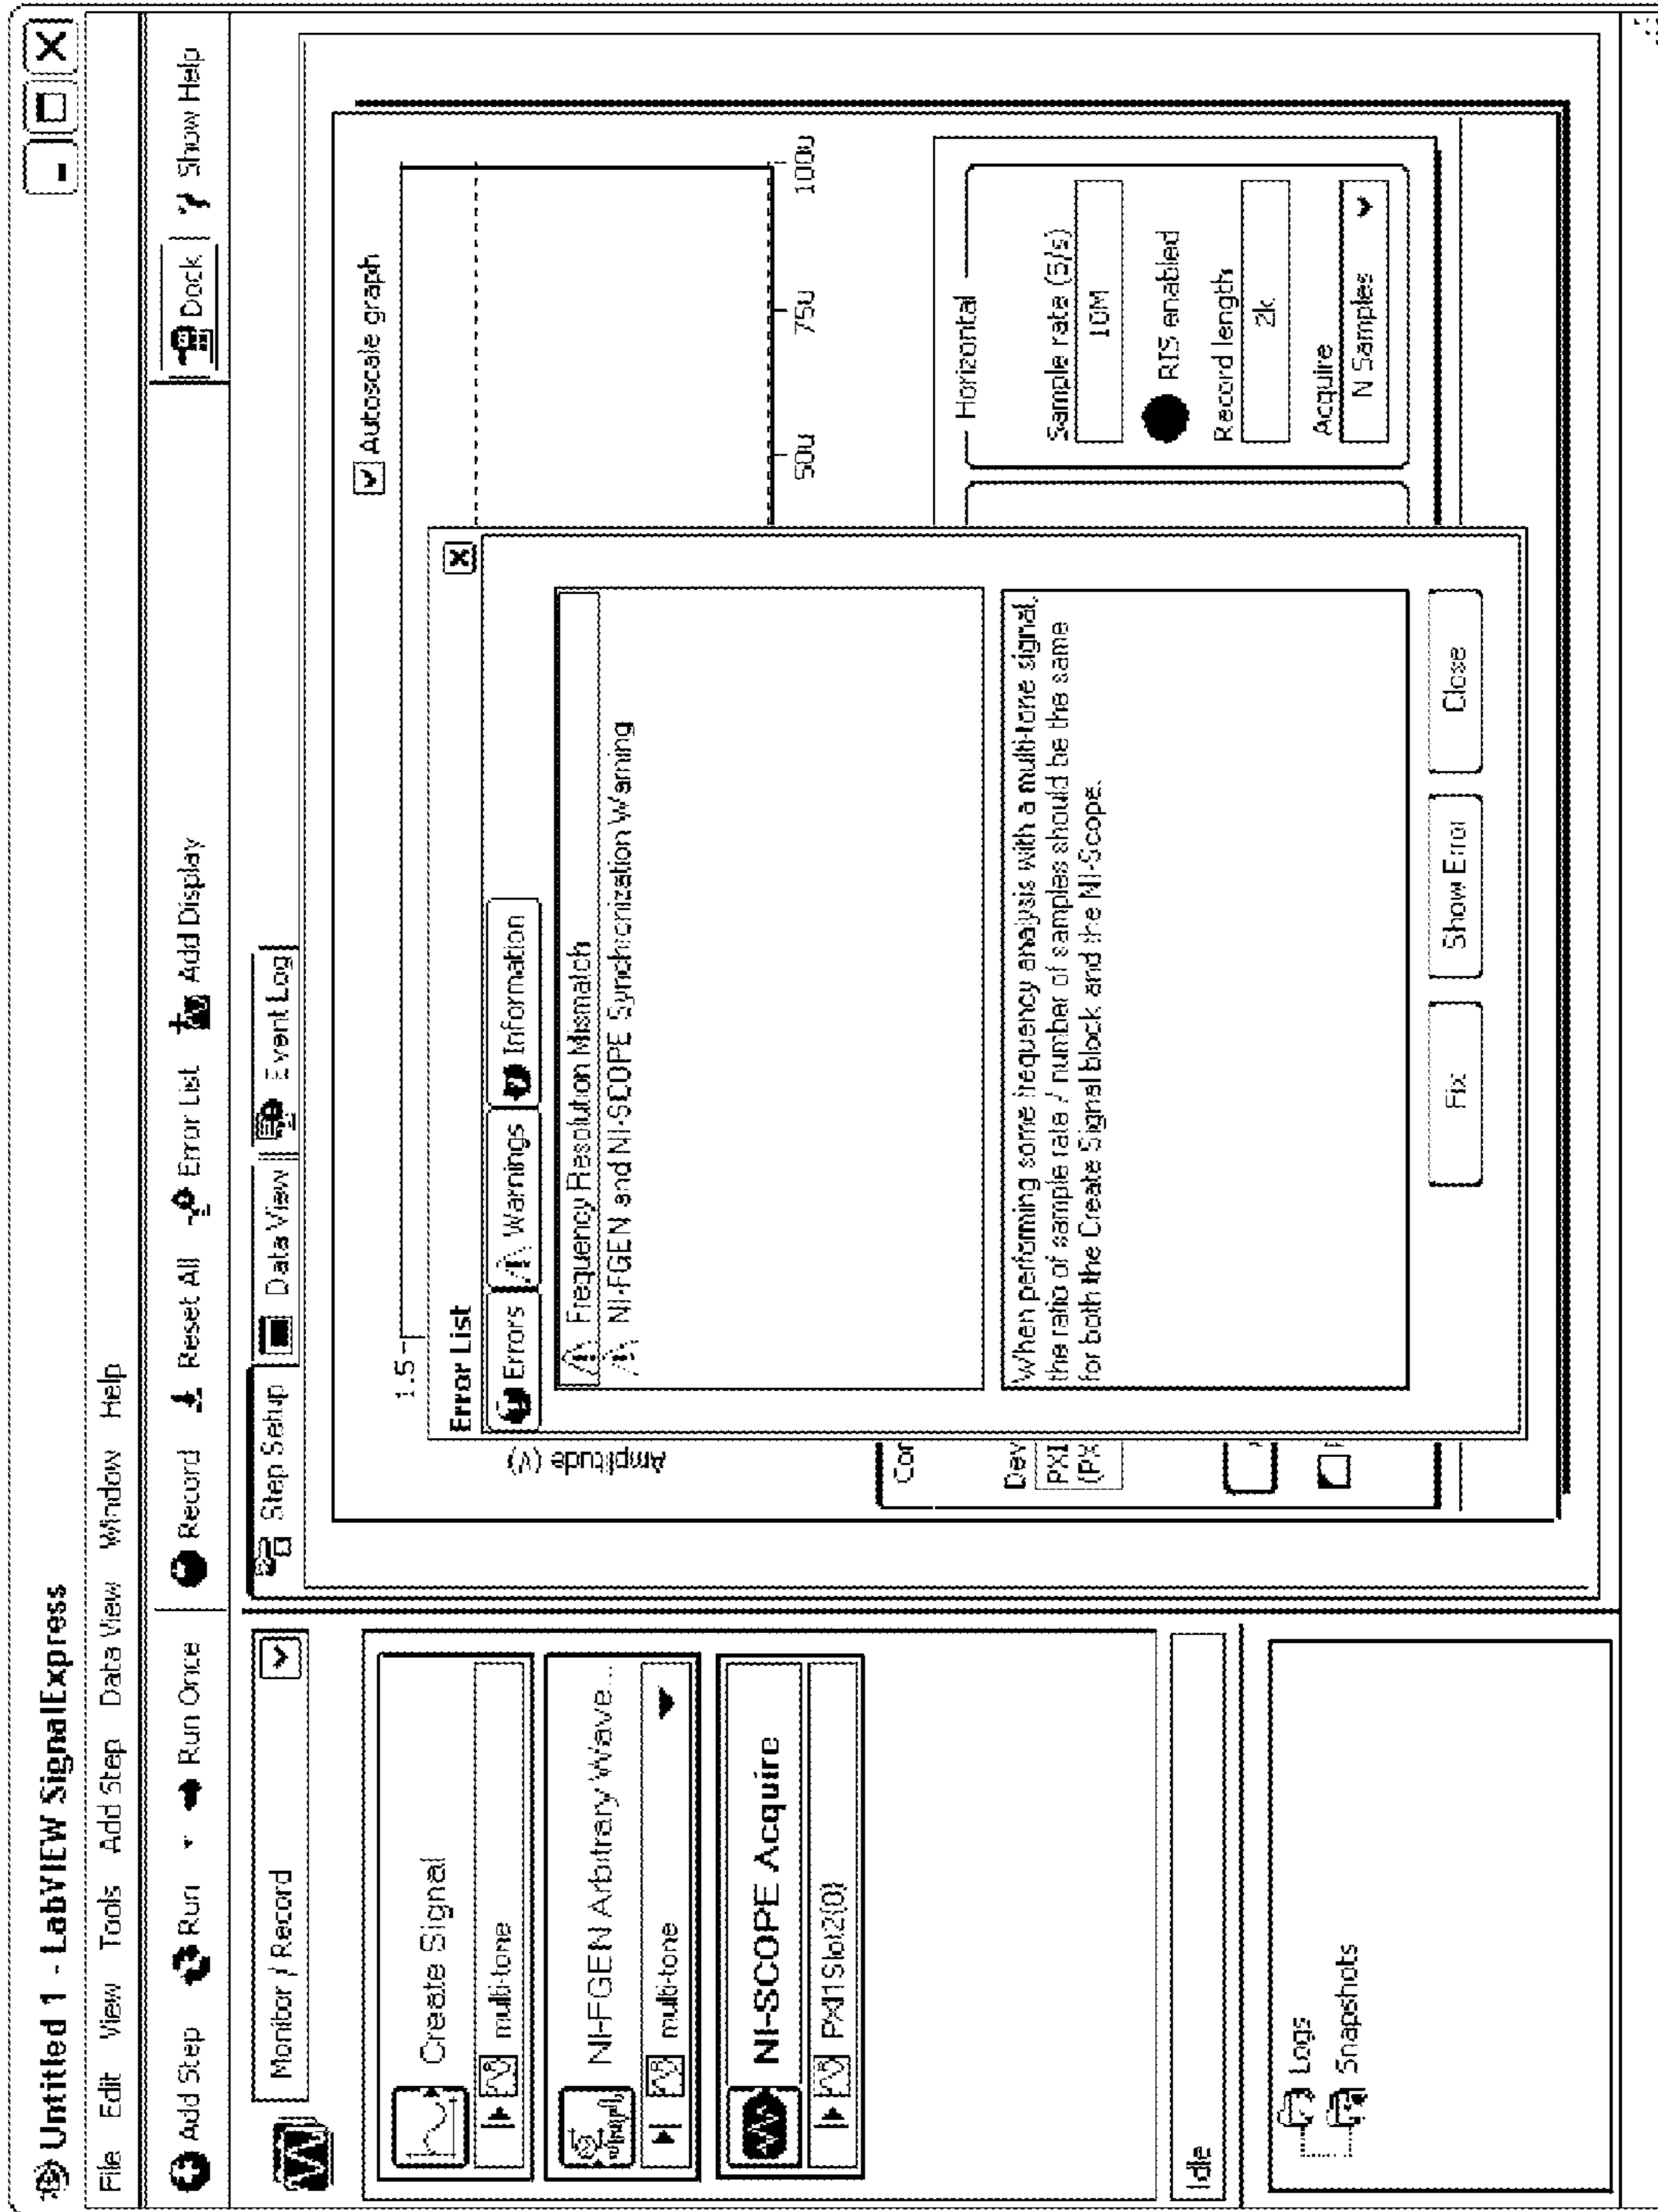 Untitled 1 - LabVIEW SignalExpress
File Edit View Tools Add Step Data View Window Help
Add Step Run Run Once Record Reset All Error List Add Display Dock Show Help
Monitor / Record
Step Setup Data View Event Log
Create Signal
multi-tone
NI-FGEN Arbitrary Wave...
multi-tone
NI-SCOPE Acquire
PXI1Slot2(0)
Idle
Logs
Snapshots
Autoscale graph
1.5
Amplitude (V)
50u 75u 100u
Error List
Errors Warnings Information
Frequency Resolution Mismatch
NI-FGEN and NI-SCOPE Synchronization Warning
When performing some frequency analysis with a multi-tone signal,
the ratio of sample rate / number of samples should be the same
for both the Create Signal block and the NI-Scope.
Fix Show Error Close
Cor
Dev
PXI
(PX
Horizontal
Sample rate (S/s)
10M
RIS enabled
Record length
2k
Acquire
N Samples